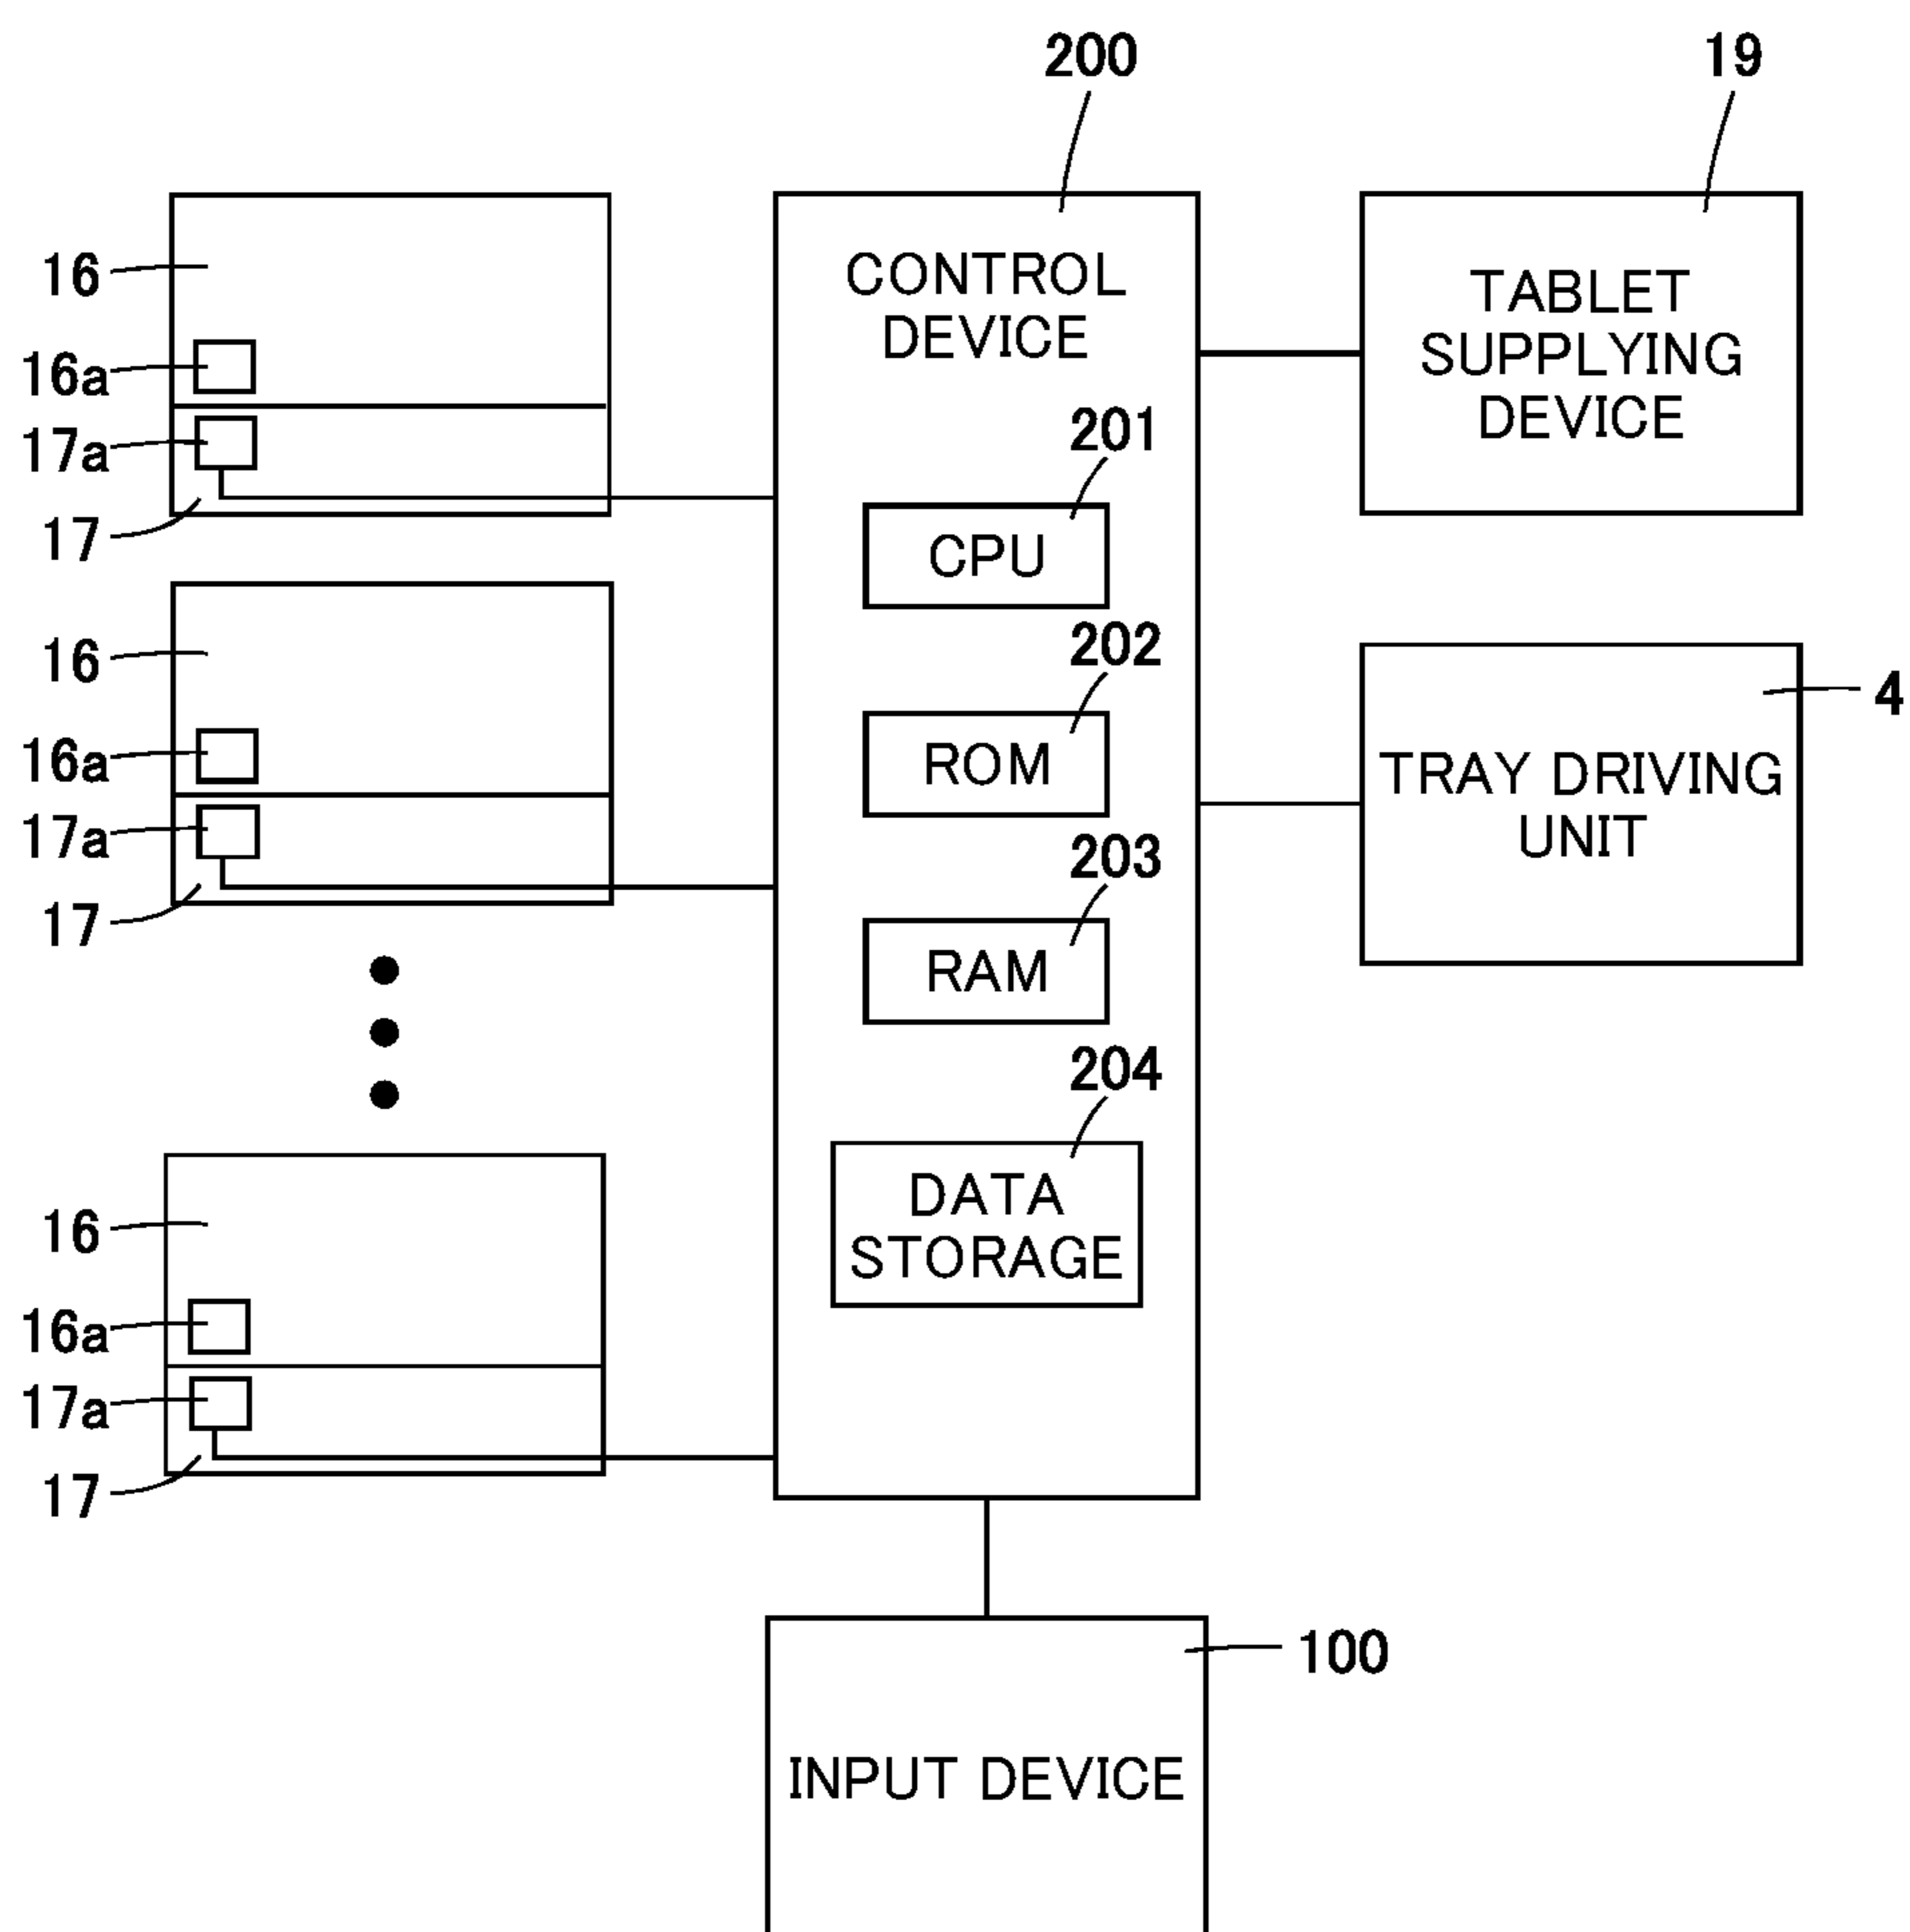 200
19
16
16a
17a
17
CONTROL
DEVICE
TABLET
SUPPLYING
DEVICE
201
CPU
16
16a
17a
17
202
ROM
4
TRAY DRIVING
UNIT
203
RAM
204
DATA
STORAGE
16
16a
17a
17
100
INPUT DEVICE